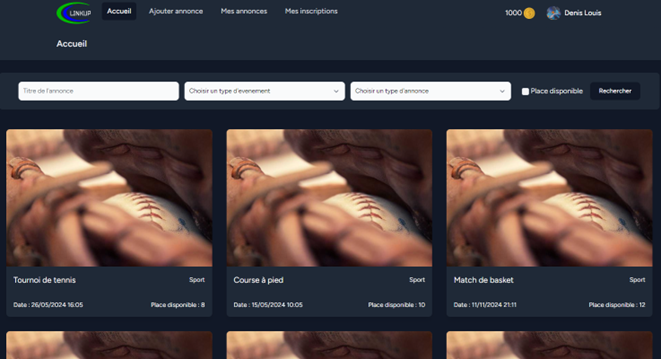 LINKUP Accueil Ajouter annonce Mes annonces Mes inscriptions 1000 Denis Louis
Accueil
Titre de l'annonce Choisir un type d'evenement Choisir un type d'annonce Place disponible Rechercher
Tournoi de tennis Sport Course à pied Sport Match de basket Sport
Date : 26/05/2024 16:05 Place disponible : 8 Date : 15/05/2024 10:05 Place disponible : 10 Date : 11/11/2024 21:11 Place disponible : 12